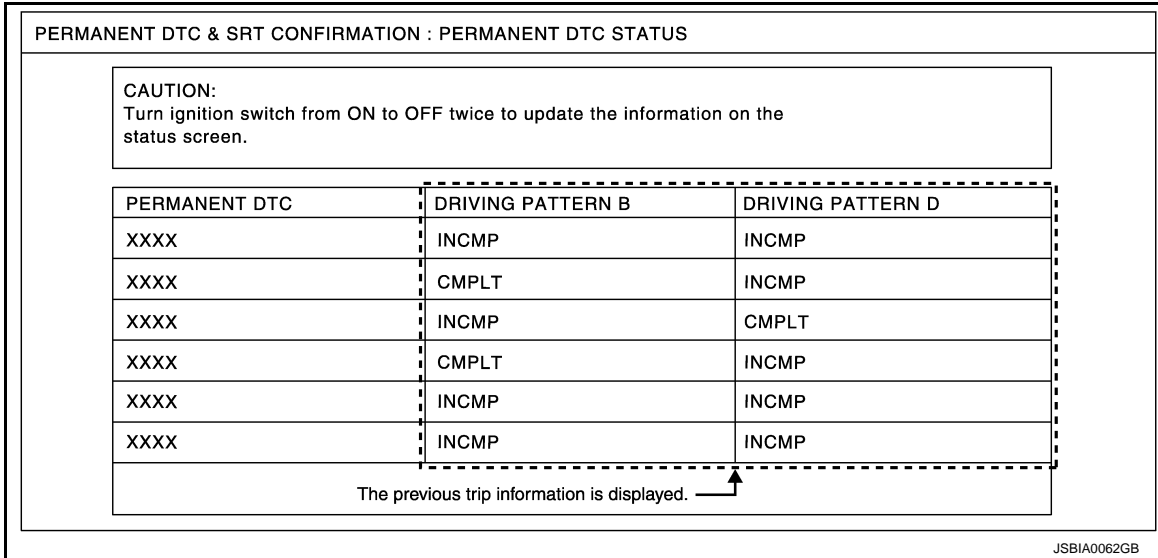 PERMANENT DTC & SRT CONFIRMATION : PERMANENT DTC STATUS
CAUTION:
Turn ignition switch from ON to OFF twice to update the information on the
status screen.
PERMANENT DTC DRIVING PATTERN B DRIVING PATTERN D
XXXX INCMP INCMP
XXXX CMPLT INCMP
XXXX INCMP CMPLT
XXXX CMPLT INCMP
XXXX INCMP INCMP
XXXX INCMP INCMP
The previous trip information is displayed.
JSBIA0062GB